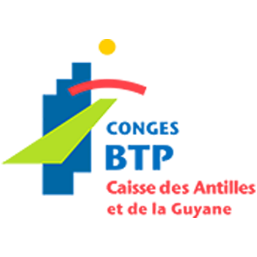 CONGES
BTP
Caisse des Antilles
et de la Guyane